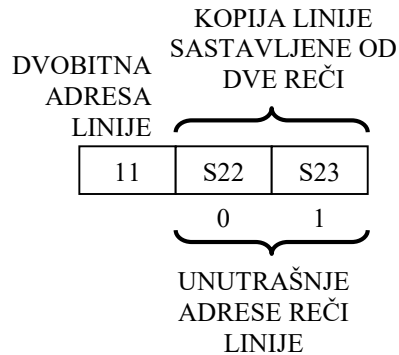 KOPIJA LINIJE
SASTAVLJENE OD
DVE REČI
DVOBITNA
ADRESA
LINIJE
11 S22 S23
0 1
UNUTRAŠNJE
ADRESE REČI
LINIJE